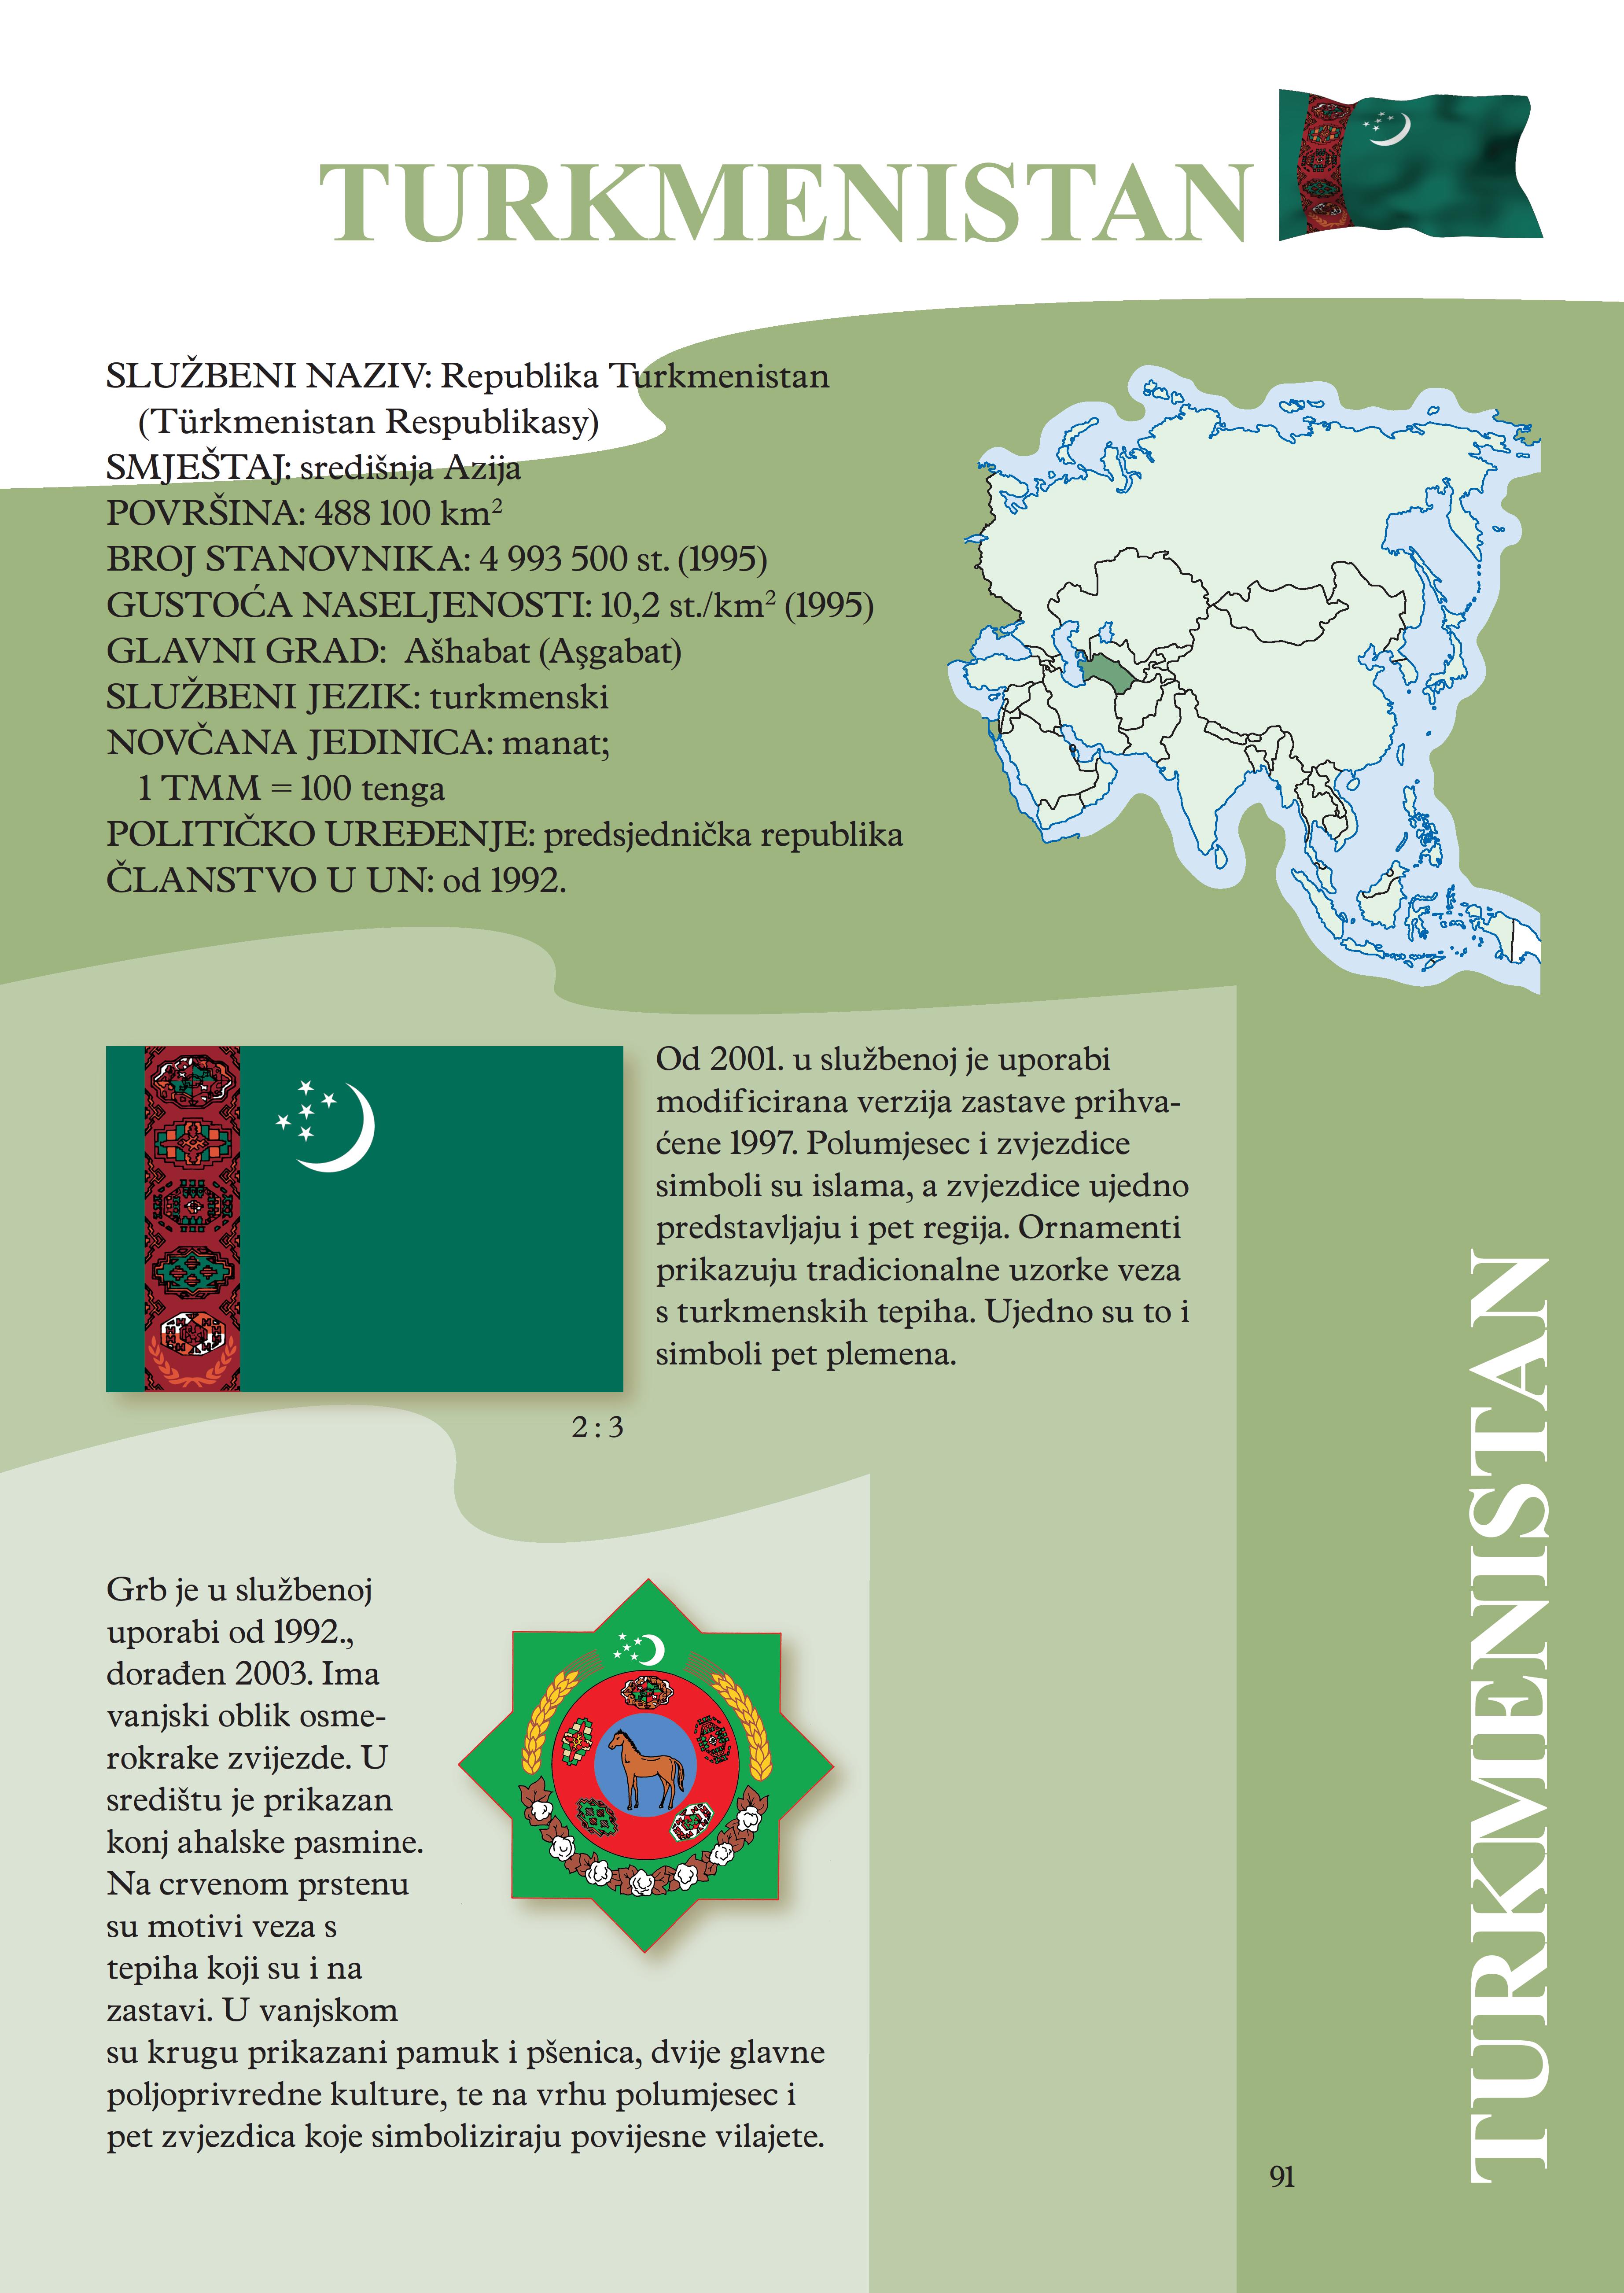 TURKMENISTAN
SLUŽBENI NAZIV: Republika Turkmenistan
(Türkmenistan Respublikasy)
SMJEŠTAJ: središnja Azija
POVRŠINA: 488 100 km²
BROJ STANOVNIKA: 4 993 500 st. (1995)
GUSTOĆA NASELJENOSTI: 10,2 st./km² (1995)
GLAVNI GRAD: Ašhabat (Aşgabat)
SLUŽBENI JEZIK: turkmenski
NOVČANA JEDINICA: manat;
1 TMM = 100 tenga
POLITIČKO UREĐENJE: predsjednička republika
ČLANSTVO U UN: od 1992.
Od 2001. u službenoj je uporabi
modificirana verzija zastave prihva-
ćene 1997. Polumjesec i zvjezdice
simboli su islama, a zvjezdice ujedno
predstavljaju i pet regija. Ornamenti
prikazuju tradicionalne uzorke veza
s turkmenskih tepiha. Ujedno su to i
simboli pet plemena.
2 : 3
Grb je u službenoj
uporabi od 1992.,
dorađen 2003. Ima
vanjski oblik osme-
rokrake zvijezde. U
središtu je prikazan
konj ahalske pasmine.
Na crvenom prstenu
su motivi veza s
tepiha koji su i na
zastavi. U vanjskom
su krugu prikazani pamuk i pšenica, dvije glavne
poljoprivredne kulture, te na vrhu polumjesec i
pet zvjezdica koje simboliziraju povijesne vilajete.
TURKMENISTAN
91